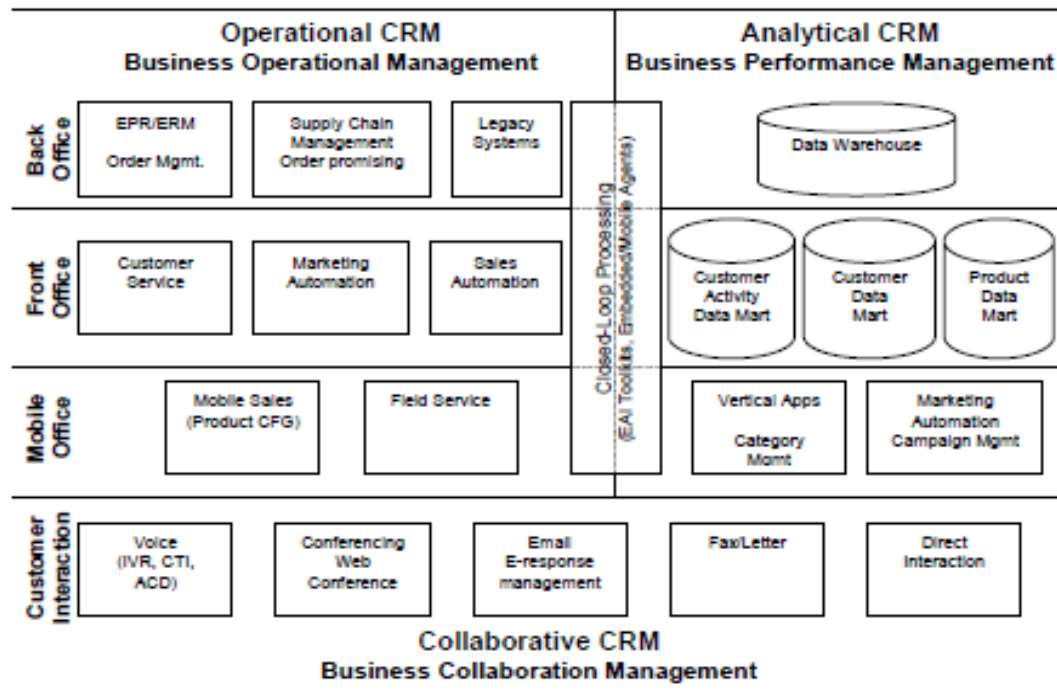 Operational CRM
Business Operational Management
Analytical CRM
Business Performance Management
Back
Office
EPR/ERM
Order Mgmt.
Supply Chain
Management
Order promising
Legacy
Systems
Closed-Loop Processing
(EAI Toolkits, Embedded/Mobile Agents)
Data Warehouse
Front
Office
Customer
Service
Marketing
Automation
Sales
Automation
Customer
Activity
Data Mart
Customer
Data
Mart
Product
Data
Mart
Mobile
Office
Mobile Sales
(Product CFG)
Field Service
Vertical Apps
Category
Mgmt
Marketing
Automation
Campaign Mgmt
Customer
Interaction
Voice
(IVR, CTI,
ACD)
Conferencing
Web
Conference
Email
E-response
management
Fax/Letter
Direct
Interaction
Collaborative CRM
Business Collaboration Management